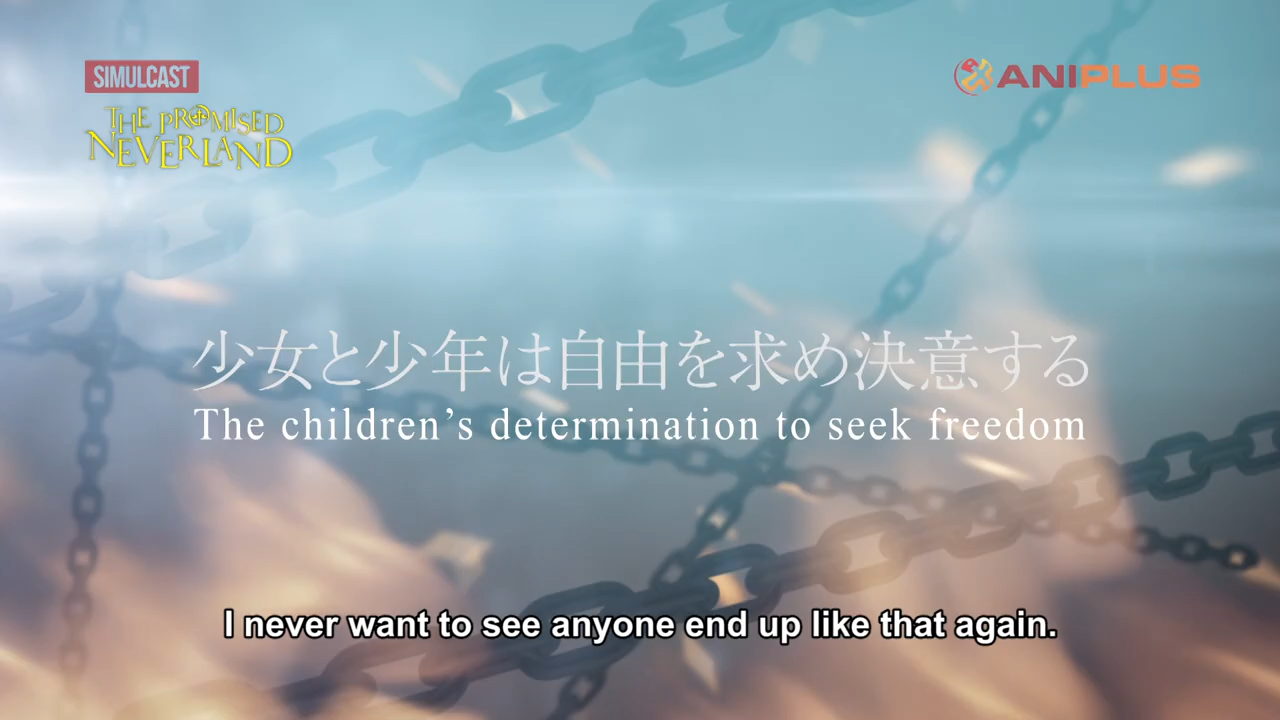 SIMULCAST
THE PROMISED
NEVERLAND
ANIPLUS
少女と少年は自由を求め決意する
The children’s determination to seek freedom
I never want to see anyone end up like that again.